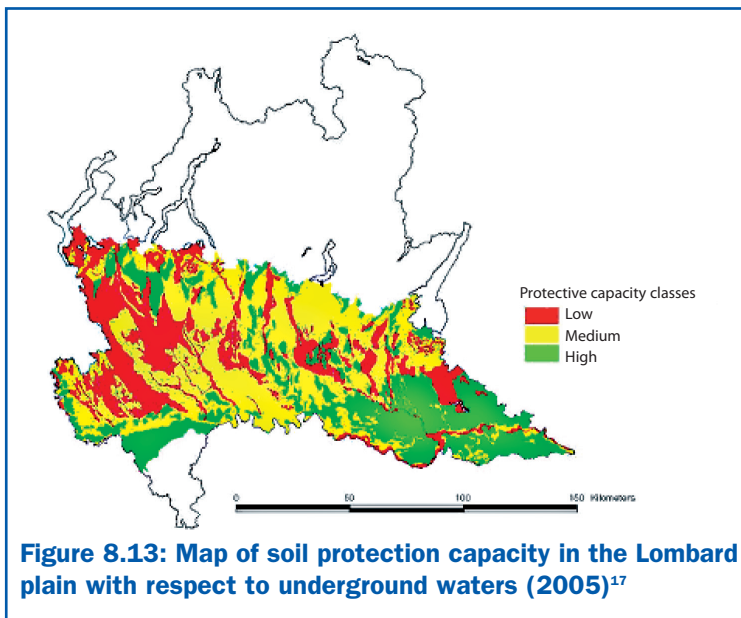 Protective capacity classes
Low
Medium
High
0 50 100 150 Kilometers
Figure 8.13: Map of soil protection capacity in the Lombard
plain with respect to underground waters (2005)¹⁷